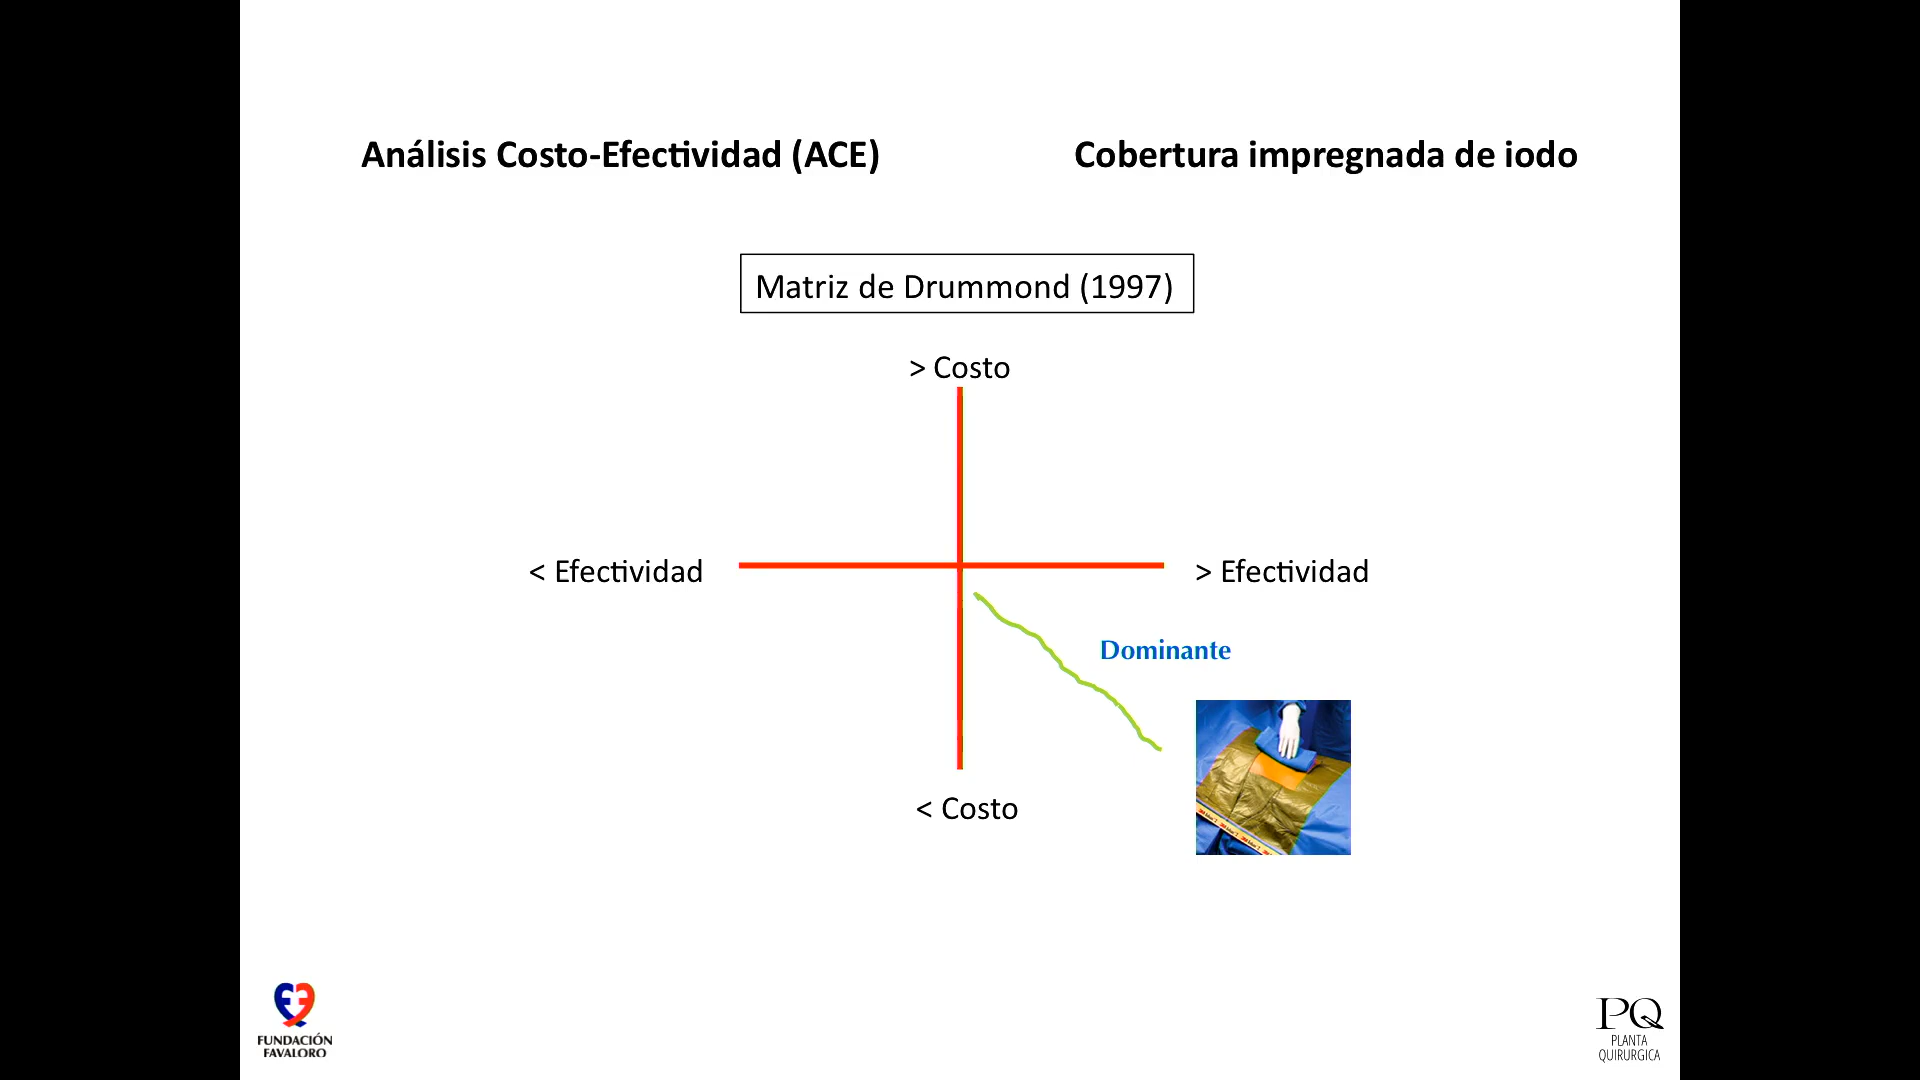 Análisis Costo-Efectividad (ACE)
Cobertura impregnada de iodo
Matriz de Drummond (1997)
> Costo
< Efectividad
> Efectividad
Dominante
< Costo
FUNDACIÓN
FAVALORO
PQ
PLANTA
QUIRURGICA